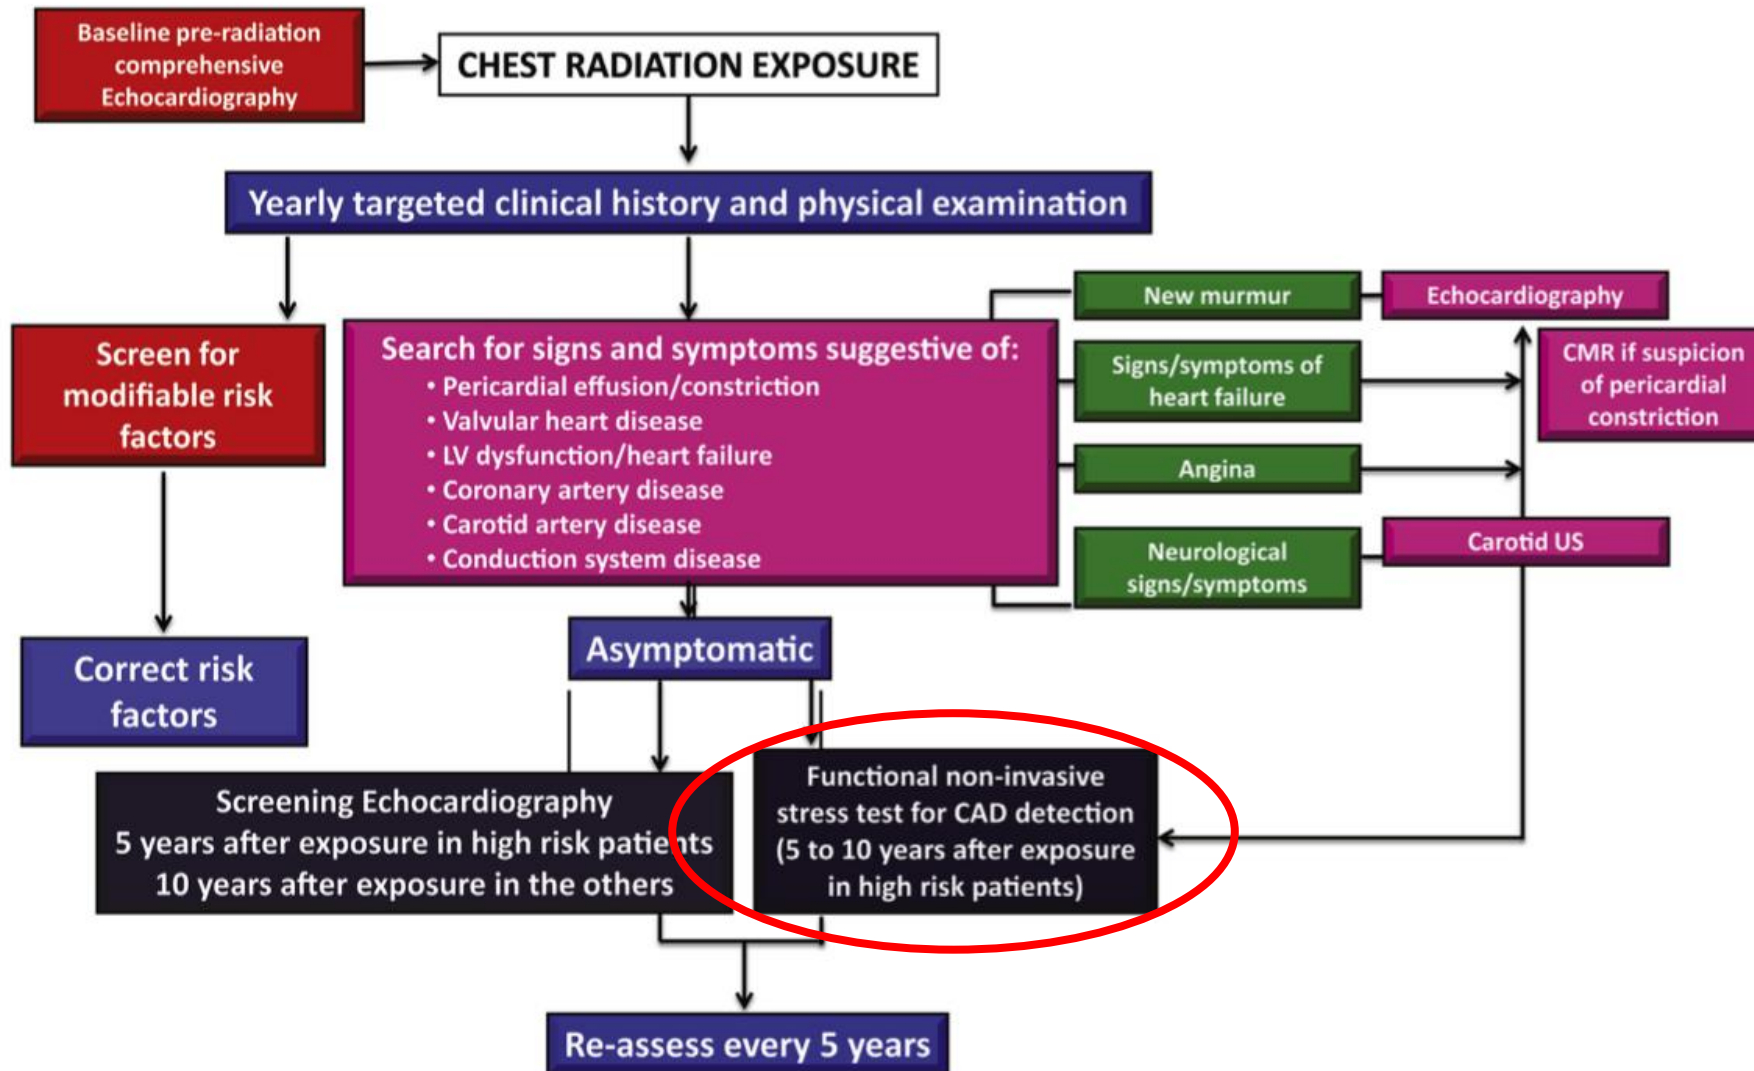 Baseline pre-radiation
comprehensive
Echocardiography
CHEST RADIATION EXPOSURE
Yearly targeted clinical history and physical examination
Screen for
modifiable risk
factors
Correct risk
factors
Search for signs and symptoms suggestive of:
• Pericardial effusion/constriction
• Valvular heart disease
• LV dysfunction/heart failure
• Coronary artery disease
• Carotid artery disease
• Conduction system disease
New murmur
Echocardiography
Signs/symptoms of
heart failure
CMR if suspicion
of pericardial
constriction
Angina
Neurological
signs/symptoms
Carotid US
Asymptomatic
Screening Echocardiography
5 years after exposure in high risk patients
10 years after exposure in the others
Functional non-invasive
stress test for CAD detection
(5 to 10 years after exposure
in high risk patients)
Re-assess every 5 years